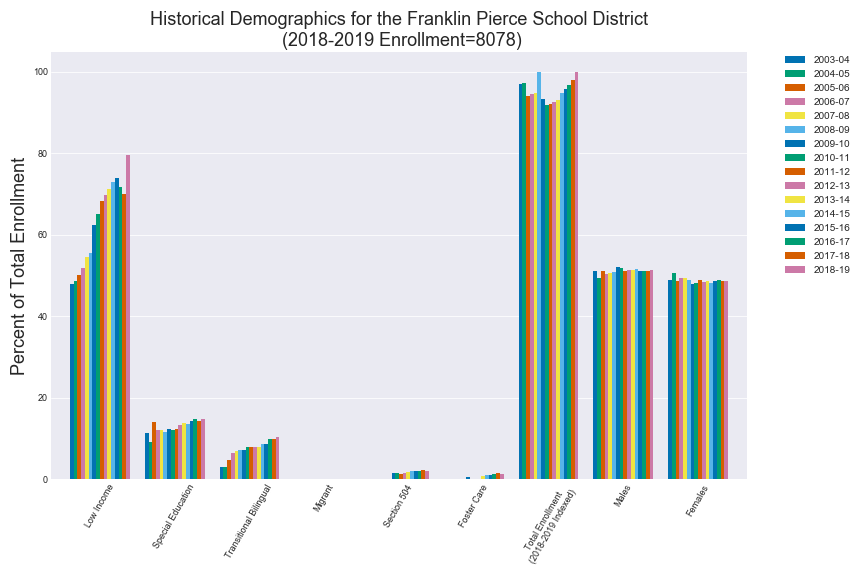 Historical Demographics for the Franklin Pierce School District
(2018-2019 Enrollment=8078)
Percent of Total Enrollment
100
80
60
40
20
0
Low Income
Special Education
Transitional Bilingual
Migrant
Section 504
Foster Care
Total Enrollment
(2018-2019 Indexed)
Males
Females
2003-04
2004-05
2005-06
2006-07
2007-08
2008-09
2009-10
2010-11
2011-12
2012-13
2013-14
2014-15
2015-16
2016-17
2017-18
2018-19